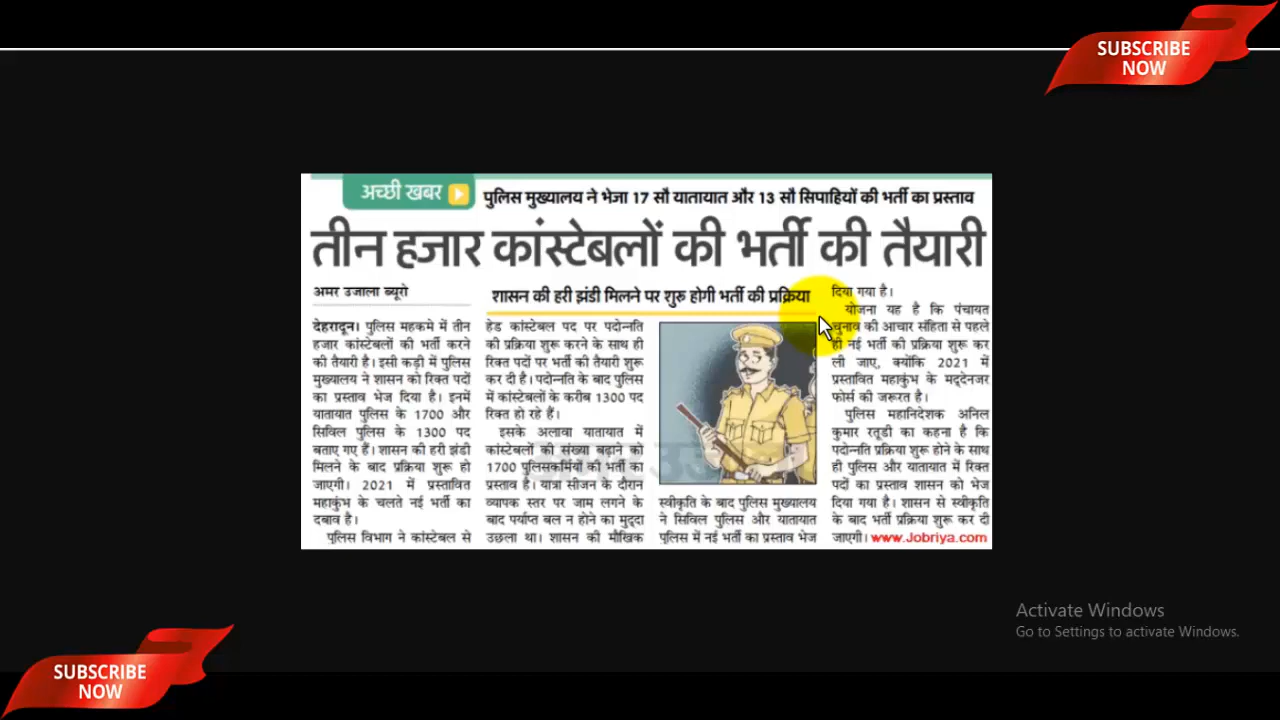 SUBSCRIBE
NOW
अच्छी खबर
पुलिस मुख्यालय ने भेजा 17 सौ यातायात और 13 सौ सिपाहियों की भर्ती का प्रस्ताव
तीन हजार कांस्टेबलों की भर्ती की तैयारी
अमर उजाला ब्यूरो
देहरादून। पुलिस महकमे में तीन
हजार कांस्टेबलों की भर्ती करने
की तैयारी है। इसी कड़ी में पुलिस
मुख्यालय ने शासन को रिक्त पदों
का प्रस्ताव भेज दिया है। इनमें
यातायात पुलिस के 1700 और
सिविल पुलिस के 1300 पद
बताए गए हैं। शासन की हरी झंडी
मिलने के बाद प्रक्रिया शुरू हो
जाएगी। 2021 में प्रस्तावित
महाकुंभ के चलते नई भर्ती का
दबाव है।
पुलिस विभाग ने कांस्टेबल से
शासन की हरी झंडी मिलने पर शुरू होगी भर्ती की प्रक्रिया
हेड कांस्टेबल पद पर पदोन्नति
की प्रक्रिया शुरू करने के साथ ही
रिक्त पदों पर भर्ती की तैयारी शुरू
कर दी है। पदोन्नति के बाद पुलिस
में कांस्टेबलों के करीब 1300 पद
रिक्त हो रहे हैं।
इसके अलावा यातायात में
कांस्टेबलों की संख्या बढ़ाने को
1700 पुलिसकर्मियों की भर्ती का
प्रस्ताव है। यात्रा सीजन के दौरान
व्यापक स्तर पर जाम लगने के
बाद पर्याप्त बल न होने का मुद्दा
उछला था। शासन की मौखिक
स्वीकृति के बाद पुलिस मुख्यालय
ने सिविल पुलिस और यातायात
पुलिस में नई भर्ती का प्रस्ताव भेज
दिया गया है।
योजना यह है कि पंचायत
चुनाव की आचार संहिता से पहले
ही नई भर्ती की प्रक्रिया शुरू कर
ली जाए, क्योंकि 2021 में
प्रस्तावित महाकुंभ के मद्देनजर
फोर्स की जरूरत है।
पुलिस महानिदेशक अनिल
कुमार रतूडी का कहना है कि
पदोन्नति प्रक्रिया शुरू होने के साथ
ही पुलिस और यातायात में रिक्त
पदों का प्रस्ताव शासन को भेज
दिया गया है। शासन से स्वीकृति
के बाद भर्ती प्रक्रिया शुरू कर दी
जाएगी। www.Jobriya.com
Activate Windows
Go to Settings to activate Windows.
SUBSCRIBE
NOW